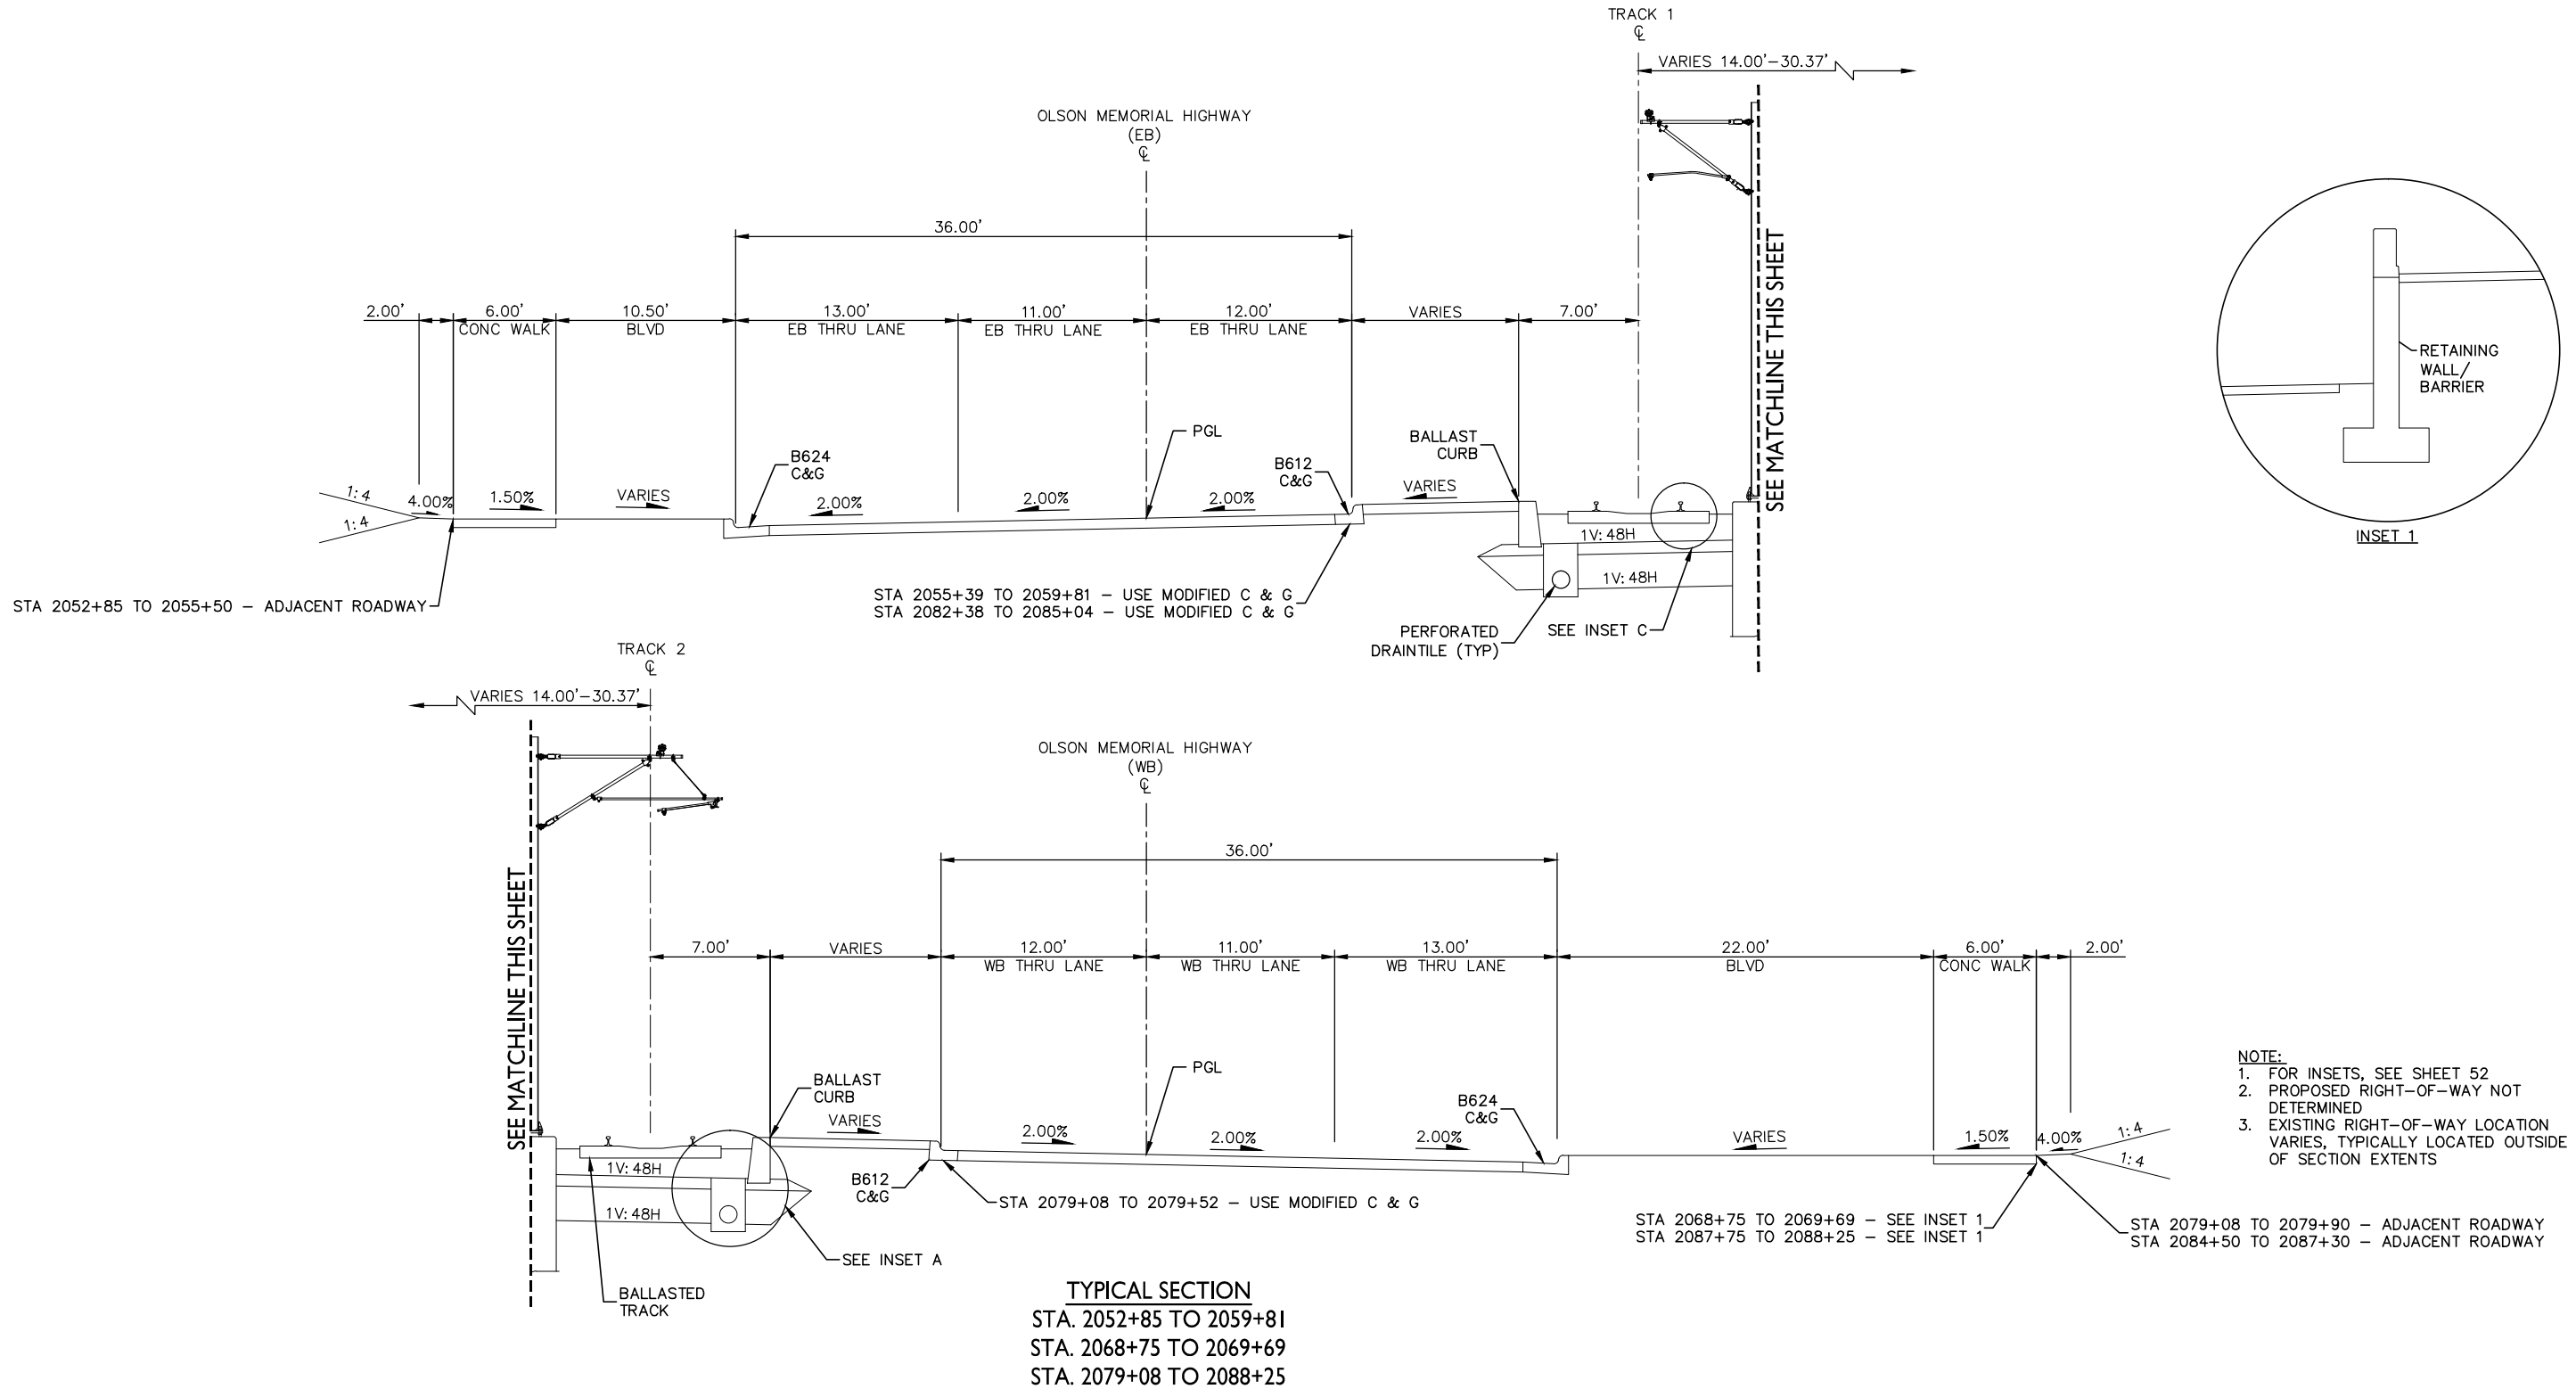 TRACK 1
℄
VARIES 14.00'-30.37'
OLSON MEMORIAL HIGHWAY
(EB)
℄
36.00'
2.00'
6.00'
CONC WALK
10.50'
BLVD
13.00'
EB THRU LANE
11.00'
EB THRU LANE
12.00'
EB THRU LANE
VARIES
7.00'
SEE MATCHLINE THIS SHEET
RETAINING
WALL/
BARRIER
INSET 1
PGL
BALLAST
CURB
B624
C&G
B612
C&G
1:4
1:4
4.00%
1.50%
VARIES
2.00%
2.00%
2.00%
VARIES
1V:48H
1V:48H
STA 2052+85 TO 2055+50 - ADJACENT ROADWAY
STA 2055+39 TO 2059+81 - USE MODIFIED C & G
STA 2082+38 TO 2085+04 - USE MODIFIED C & G
PERFORATED
DRAINTILE (TYP)
SEE INSET C
TRACK 2
℄
VARIES 14.00'-30.37'
OLSON MEMORIAL HIGHWAY
(WB)
℄
36.00'
SEE MATCHLINE THIS SHEET
7.00'
VARIES
12.00'
WB THRU LANE
11.00'
WB THRU LANE
13.00'
WB THRU LANE
22.00'
BLVD
6.00'
CONC WALK
2.00'
BALLAST
CURB
PGL
B624
C&G
VARIES
2.00%
2.00%
2.00%
VARIES
1.50%
4.00%
1:4
1:4
1V:48H
1V:48H
B612
C&G
STA 2079+08 TO 2079+52 - USE MODIFIED C & G
STA 2068+75 TO 2069+69 - SEE INSET 1
STA 2087+75 TO 2088+25 - SEE INSET 1
STA 2079+08 TO 2079+90 - ADJACENT ROADWAY
STA 2084+50 TO 2087+30 - ADJACENT ROADWAY
SEE INSET A
BALLASTED
TRACK
NOTE:
1. FOR INSETS, SEE SHEET 52
2. PROPOSED RIGHT-OF-WAY NOT
DETERMINED
3. EXISTING RIGHT-OF-WAY LOCATION
VARIES, TYPICALLY LOCATED OUTSIDE
OF SECTION EXTENTS
TYPICAL SECTION
STA. 2052+85 TO 2059+81
STA. 2068+75 TO 2069+69
STA. 2079+08 TO 2088+25